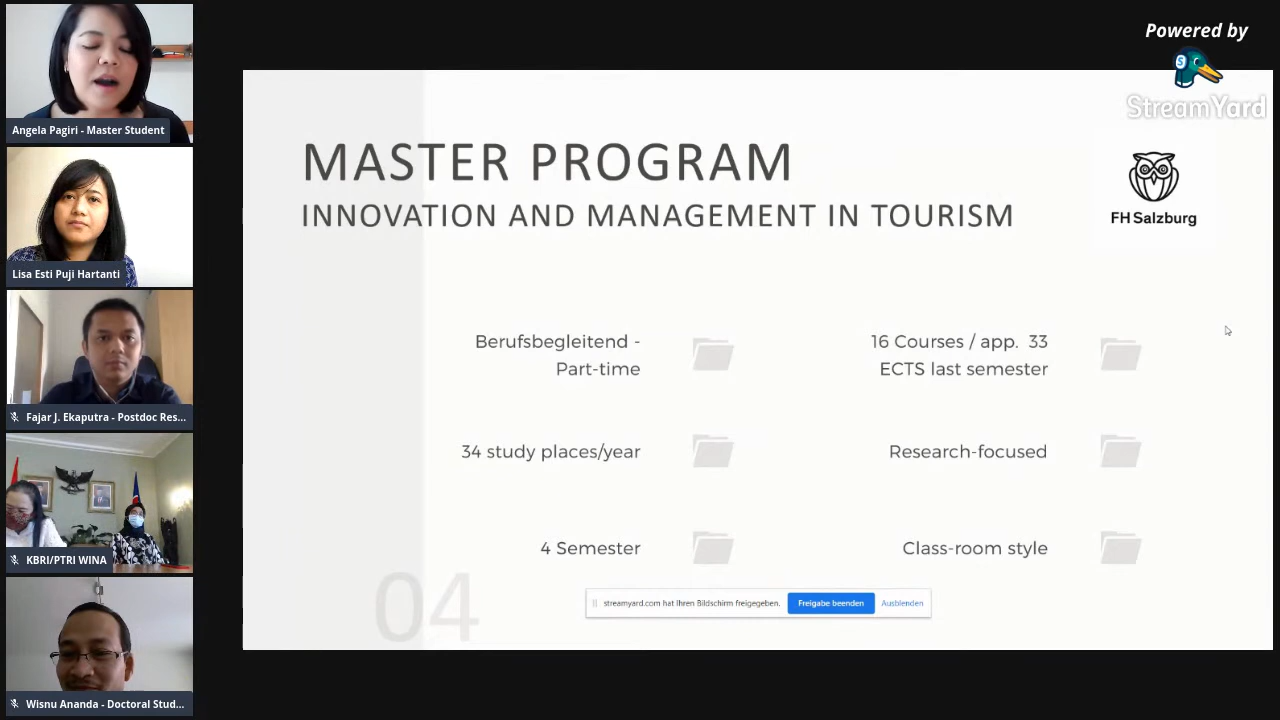 Powered by
StreamYard
Angela Pagiri - Master Student
Lisa Esti Puji Hartanti
Fajar J. Ekaputra - Postdoc Res...
KBRI/PTRI WINA
Wisnu Ananda - Doctoral Stud...
MASTER PROGRAM
INNOVATION AND MANAGEMENT IN TOURISM
FH Salzburg
Berufsbegleitend -
Part-time
34 study places/year
4 Semester
16 Courses / app. 33
ECTS last semester
Research-focused
Class-room style
04
streamyard.com hat Ihren Bildschirm freigegeben.
Freigabe beenden
Ausblenden